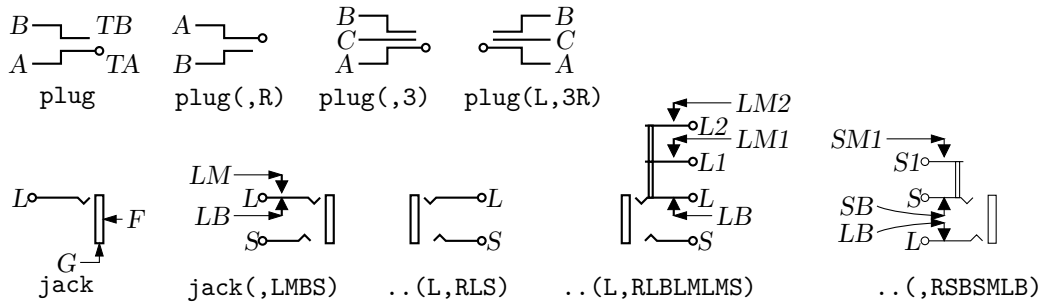 B TB A B B
C C
A TA B A A
plug plug(,R) plug(,3) plug(L,3R)
LM2
L2
LM1 SM1
L1 S1
LM
L L L L S
F LB LB SB
LB
S S S L
G
jack jack(,LMBS) ..(L,RLS) ..(L,RLBLMLMS) ..(,RSBSMLB)